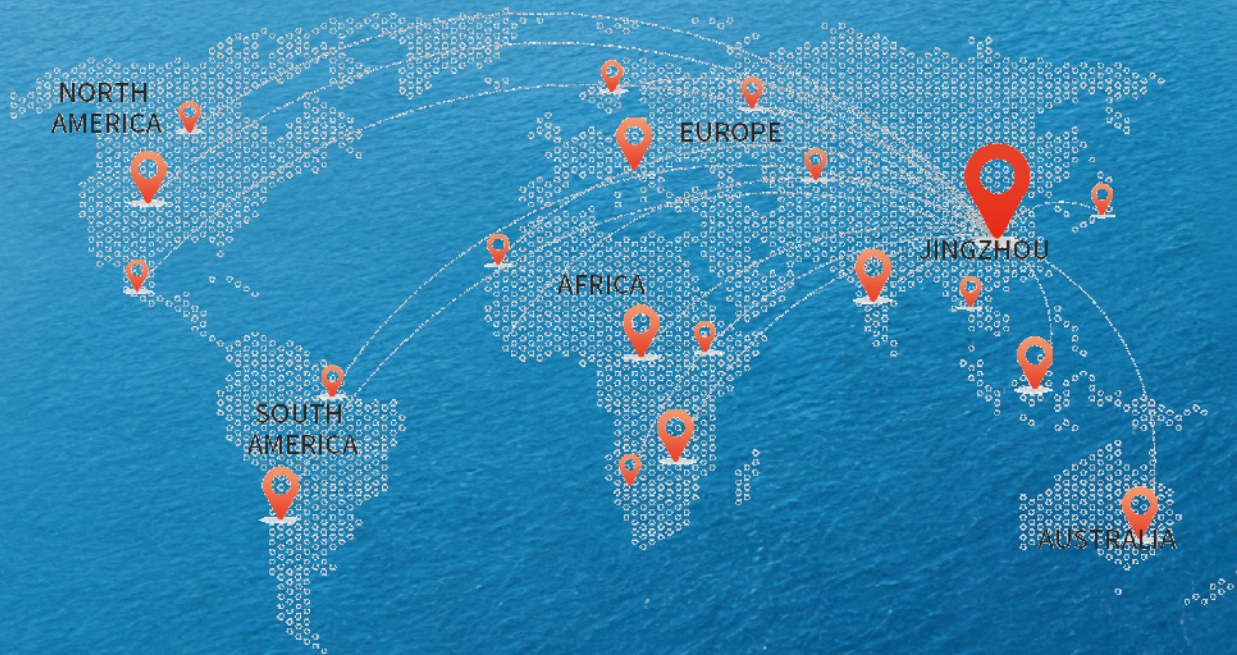 NORTH
AMERICA
EUROPE
JINGZHOU
AFRICA
SOUTH
AMERICA
AUSTRALIA